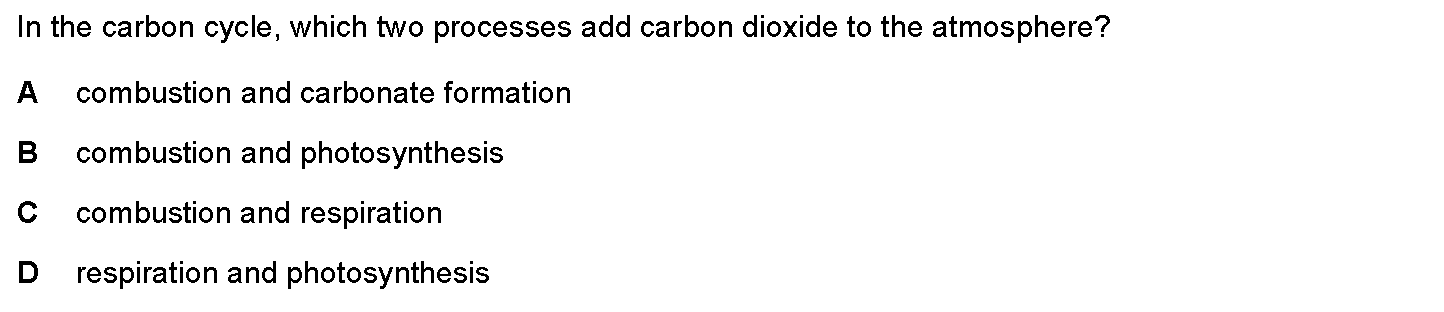 In the carbon cycle, which two processes add carbon dioxide to the atmosphere?
A combustion and carbonate formation
B combustion and photosynthesis
C combustion and respiration
D respiration and photosynthesis